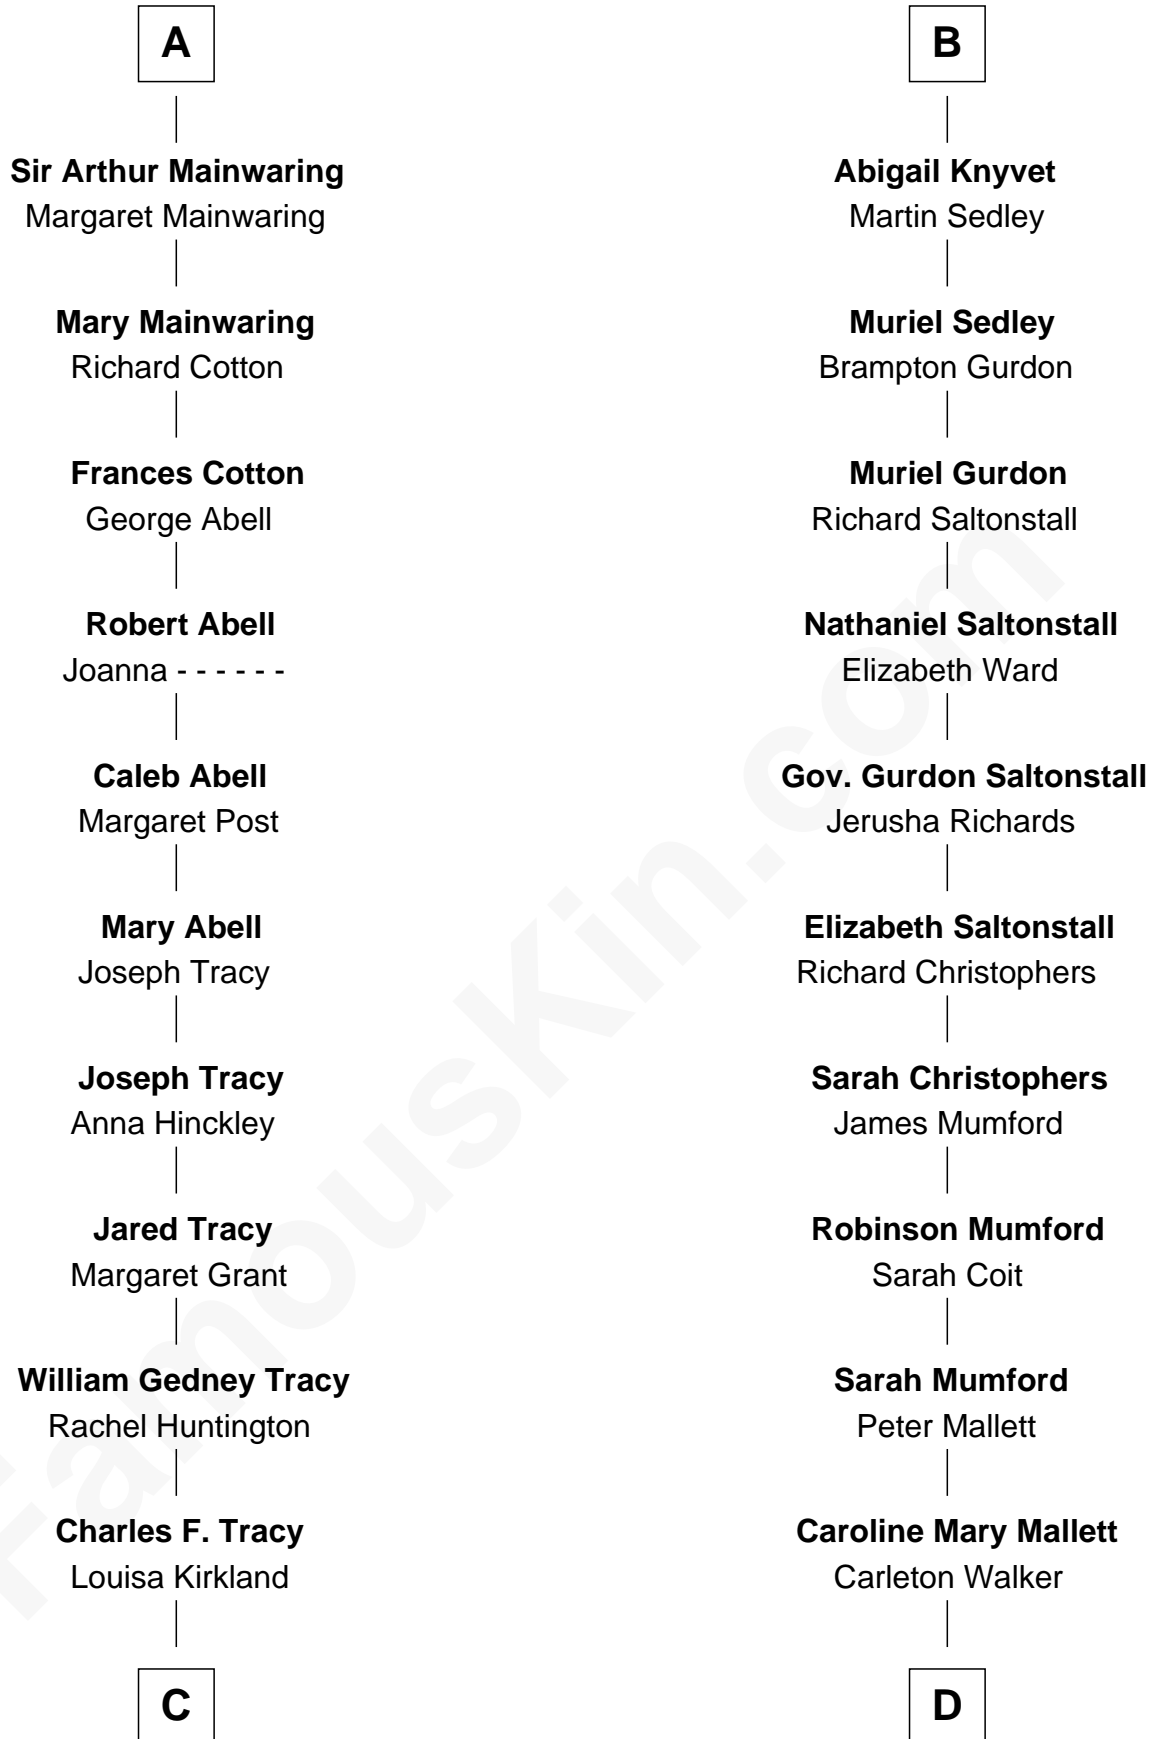 A
Sir Arthur Mainwaring
Margaret Mainwaring
Mary Mainwaring
Richard Cotton
Frances Cotton
George Abell
Robert Abell
Joanna - - - - - -
Caleb Abell
Margaret Post
Mary Abell
Joseph Tracy
Joseph Tracy
Anna Hinckley
Jared Tracy
Margaret Grant
William Gedney Tracy
Rachel Huntington
Charles F. Tracy
Louisa Kirkland
C
B
Abigail Knyvet
Martin Sedley
Muriel Sedley
Brampton Gurdon
Muriel Gurdon
Richard Saltonstall
Nathaniel Saltonstall
Elizabeth Ward
Gov. Gurdon Saltonstall
Jerusha Richards
Elizabeth Saltonstall
Richard Christophers
Sarah Christophers
James Mumford
Robinson Mumford
Sarah Coit
Sarah Mumford
Peter Mallett
Caroline Mary Mallett
Carleton Walker
D
FamousKin.com